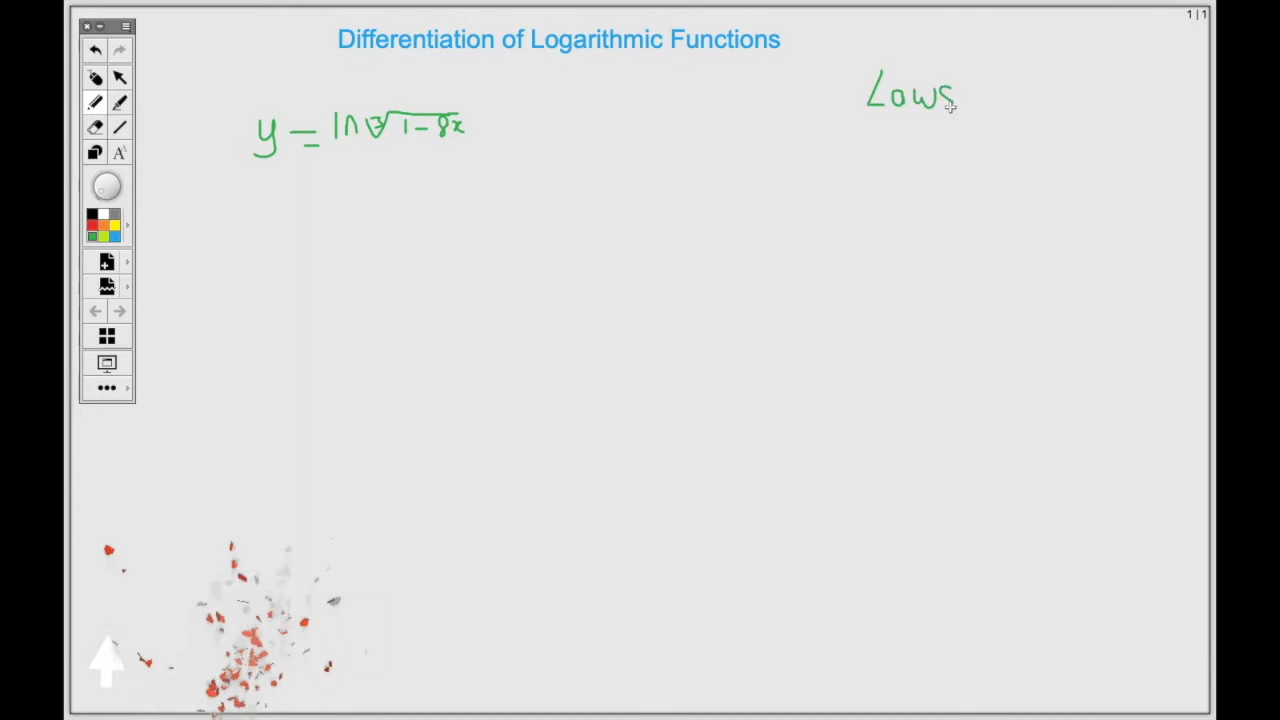 1 | 1
Differentiation of Logarithmic Functions
Laws
y = ln ∛(1 - 8x)
A